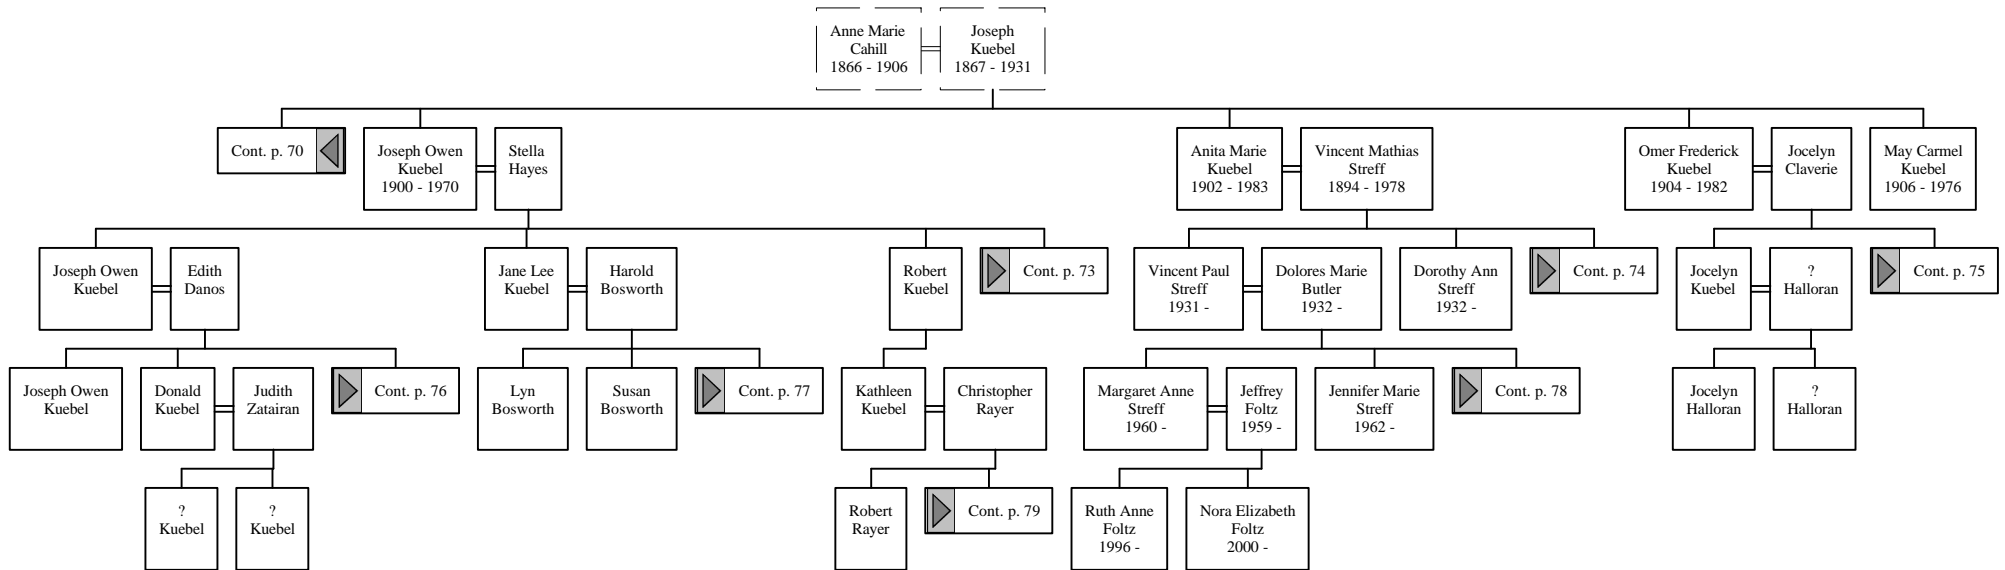 Anne Marie
Cahill
1866 - 1906
Joseph
Kuebel
1867 - 1931
Cont. p. 70
Joseph Owen
Kuebel
1900 - 1970
Stella
Hayes
Anita Marie
Kuebel
1902 - 1983
Vincent Mathias
Streff
1894 - 1978
Omer Frederick
Kuebel
1904 - 1982
Jocelyn
Claverie
May Carmel
Kuebel
1906 - 1976
Joseph Owen
Kuebel
Edith
Danos
Jane Lee
Kuebel
Harold
Bosworth
Robert
Kuebel
Cont. p. 73
Vincent Paul
Streff
1931 -
Dolores Marie
Butler
1932 -
Dorothy Ann
Streff
1932 -
Cont. p. 74
Jocelyn
Kuebel
?
Halloran
Cont. p. 75
Joseph Owen
Kuebel
Donald
Kuebel
Judith
Zatairan
Cont. p. 76
Lyn
Bosworth
Susan
Bosworth
Cont. p. 77
Kathleen
Kuebel
Christopher
Rayer
Margaret Anne
Streff
1960 -
Jeffrey
Foltz
1959 -
Jennifer Marie
Streff
1962 -
Cont. p. 78
Jocelyn
Halloran
?
Halloran
?
Kuebel
?
Kuebel
Robert
Rayer
Cont. p. 79
Ruth Anne
Foltz
1996 -
Nora Elizabeth
Foltz
2000 -